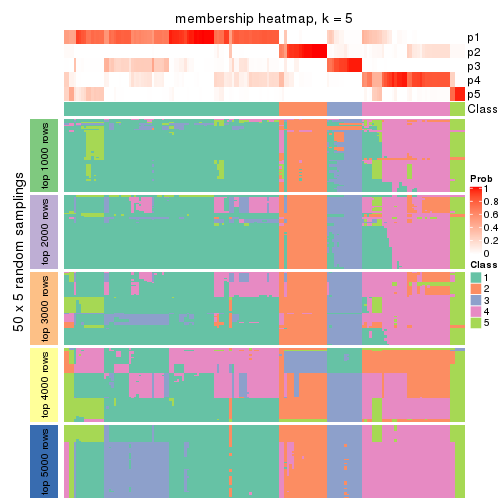 membership heatmap, k = 5
p1
p2
p3
p4
p5
Class
50 x 5 random samplings
top 1000 rows
top 2000 rows
top 3000 rows
top 4000 rows
top 5000 rows
Prob
1
0.8
0.6
0.4
0.2
0
Class
1
2
3
4
5